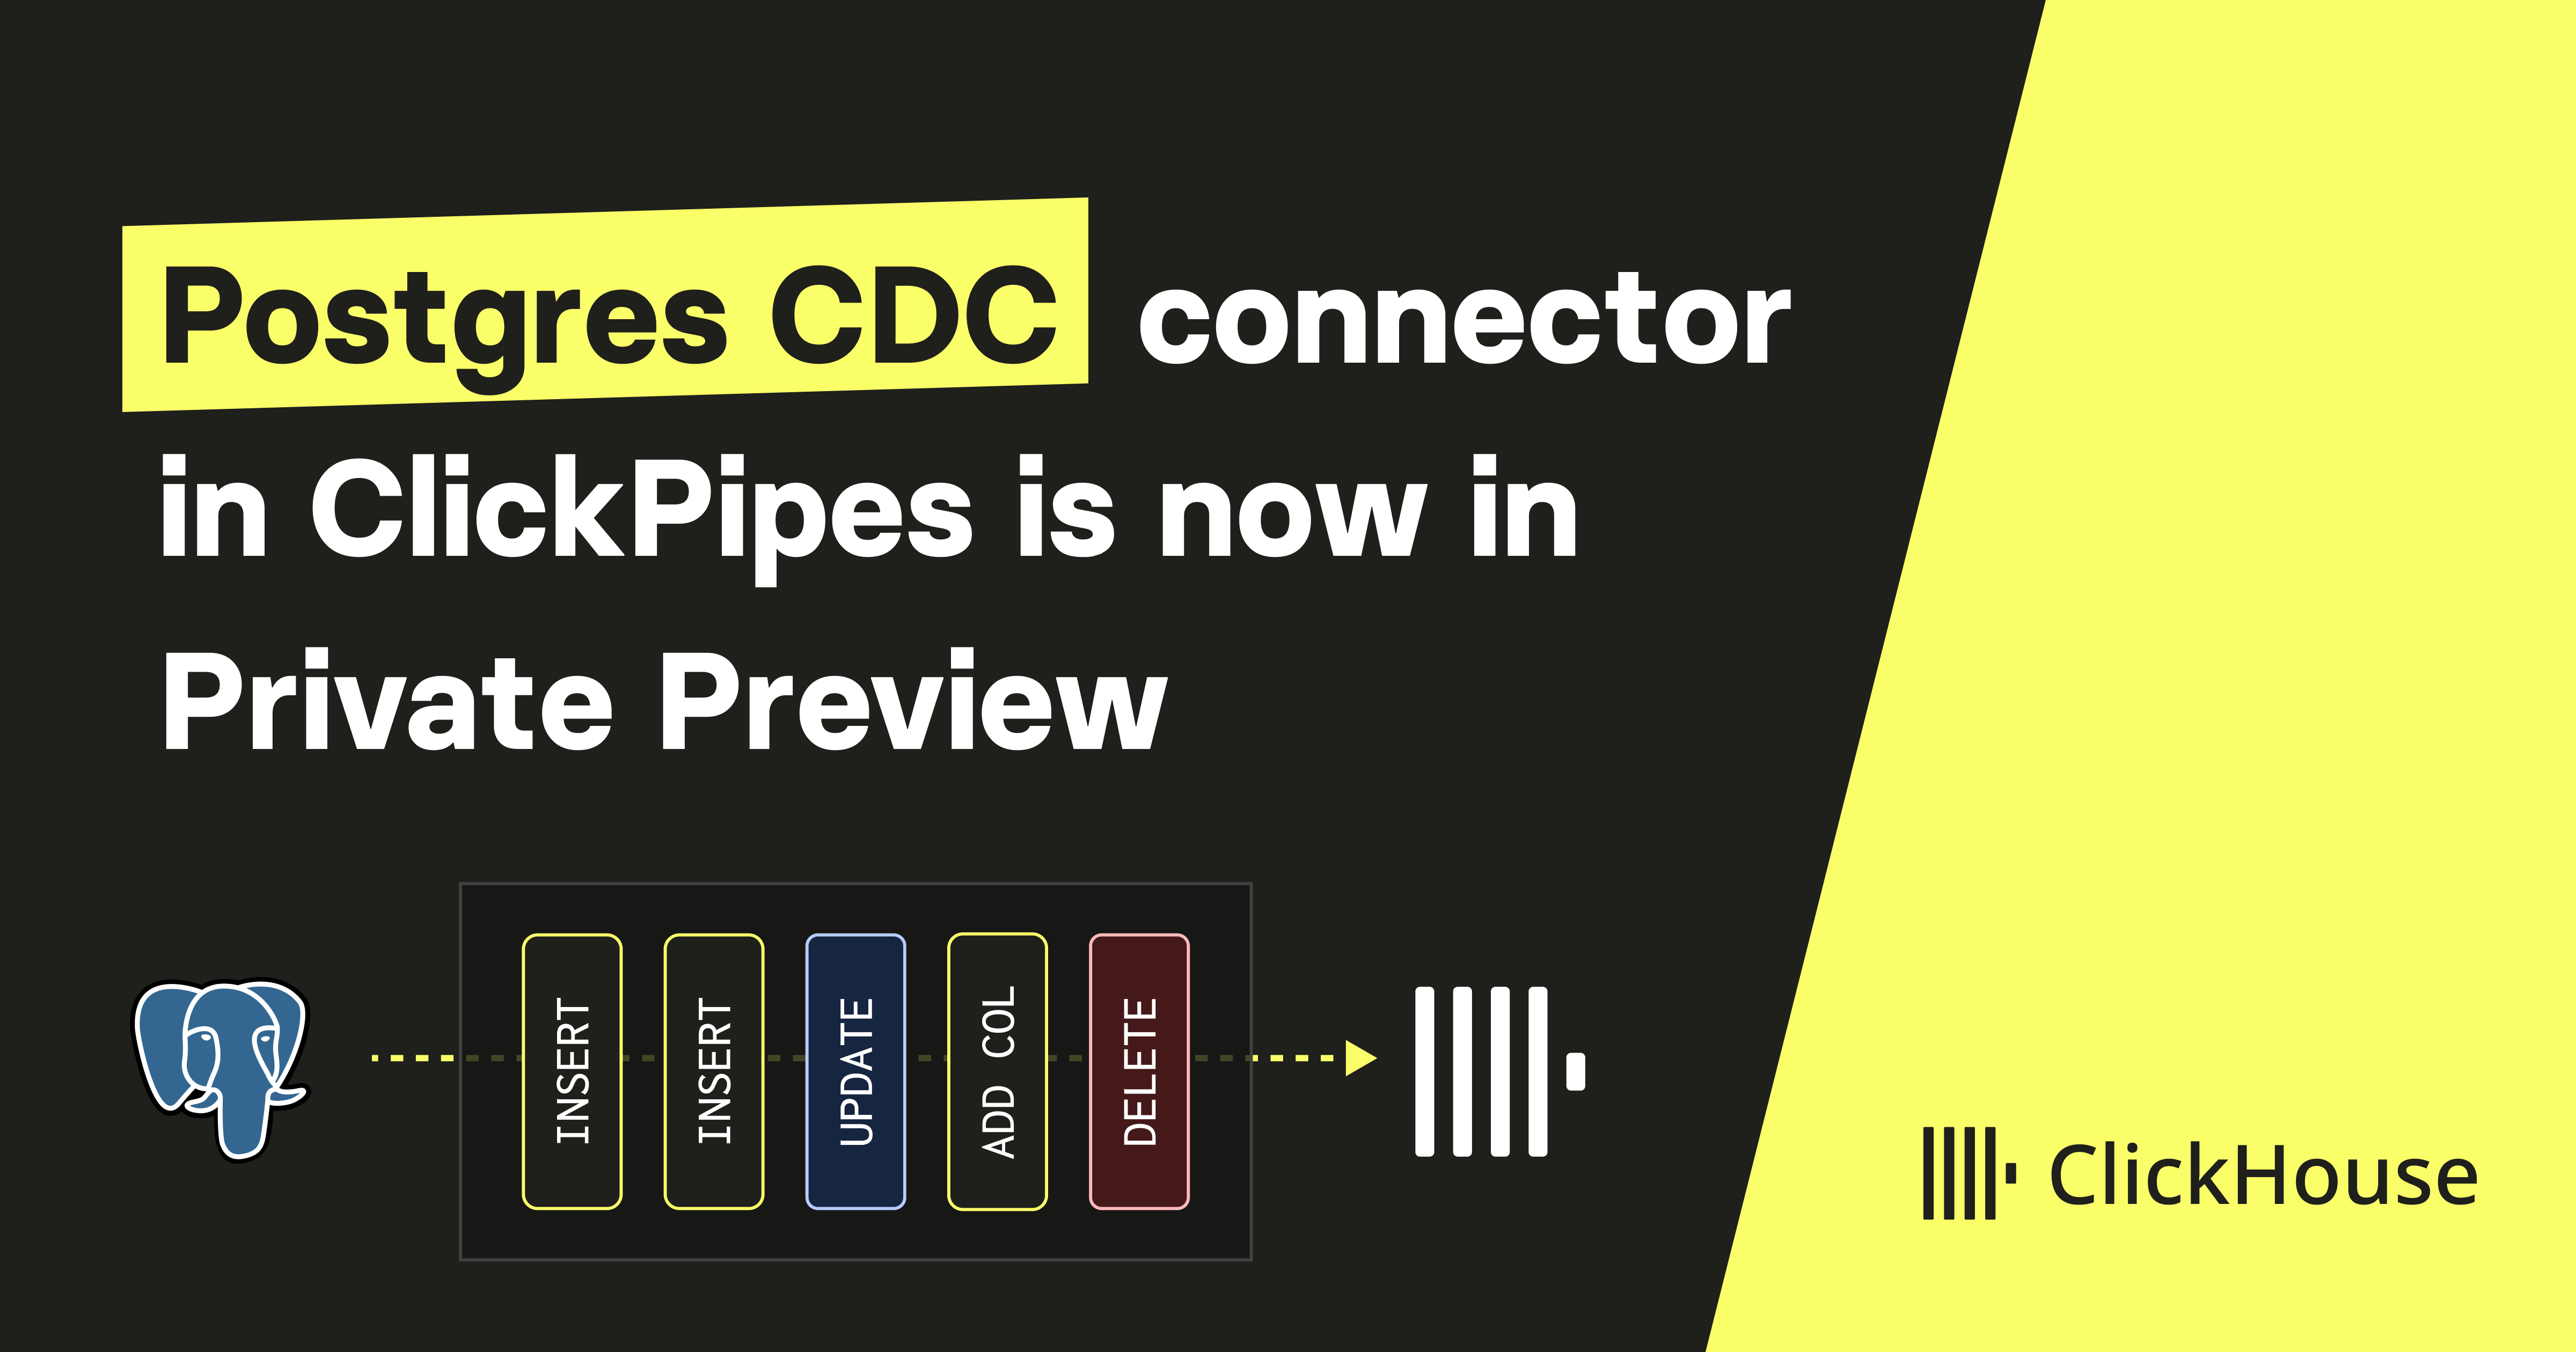 Postgres CDC connector
in ClickPipes is now in
Private Preview
INSERT
INSERT
UPDATE
ADD COL
DELETE
ClickHouse